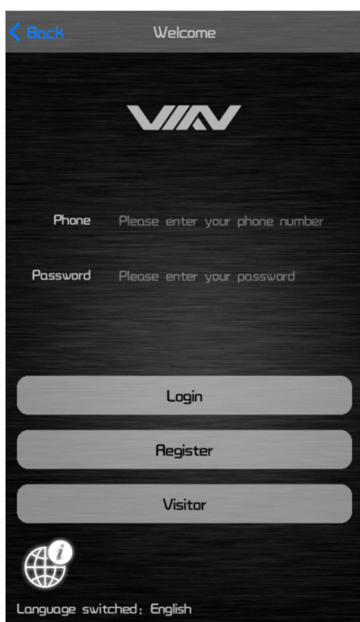 Back Welcome
VIAV
Phone Please enter your phone number
Password Please enter your password
Login
Register
Visitor
i
Language switched: English